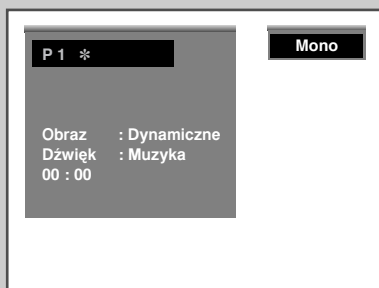 P 1 ✻
Mono
Obraz : Dynamiczne
Dźwięk : Muzyka
00 : 00